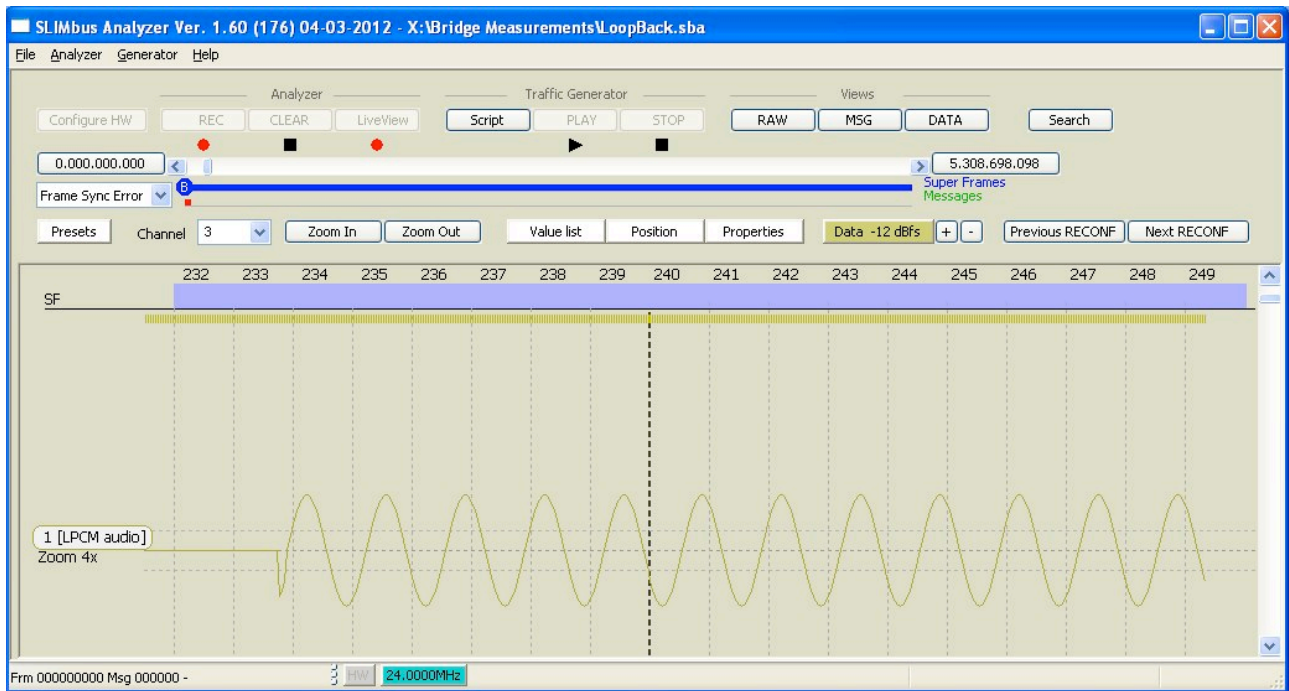 SLIMbus Analyzer Ver. 1.60 (176) 04-03-2012 - X:\Bridge Measurements\LoopBack.sba
File Analyzer Generator Help
Analyzer Traffic Generator Views
Configure HW REC CLEAR LiveView Script PLAY STOP RAW MSG DATA Search
0.000.000.000 5.308.698.098
Frame Sync Error B Super Frames
Messages
Presets Channel 3 Zoom In Zoom Out Value list Position Properties Data -12 dBfs + - Previous RECONF Next RECONF
232 233 234 235 236 237 238 239 240 241 242 243 244 245 246 247 248 249
SF
1 [LPCM audio]
Zoom 4x
Frm 000000000 Msg 000000 - HW 24.0000MHz